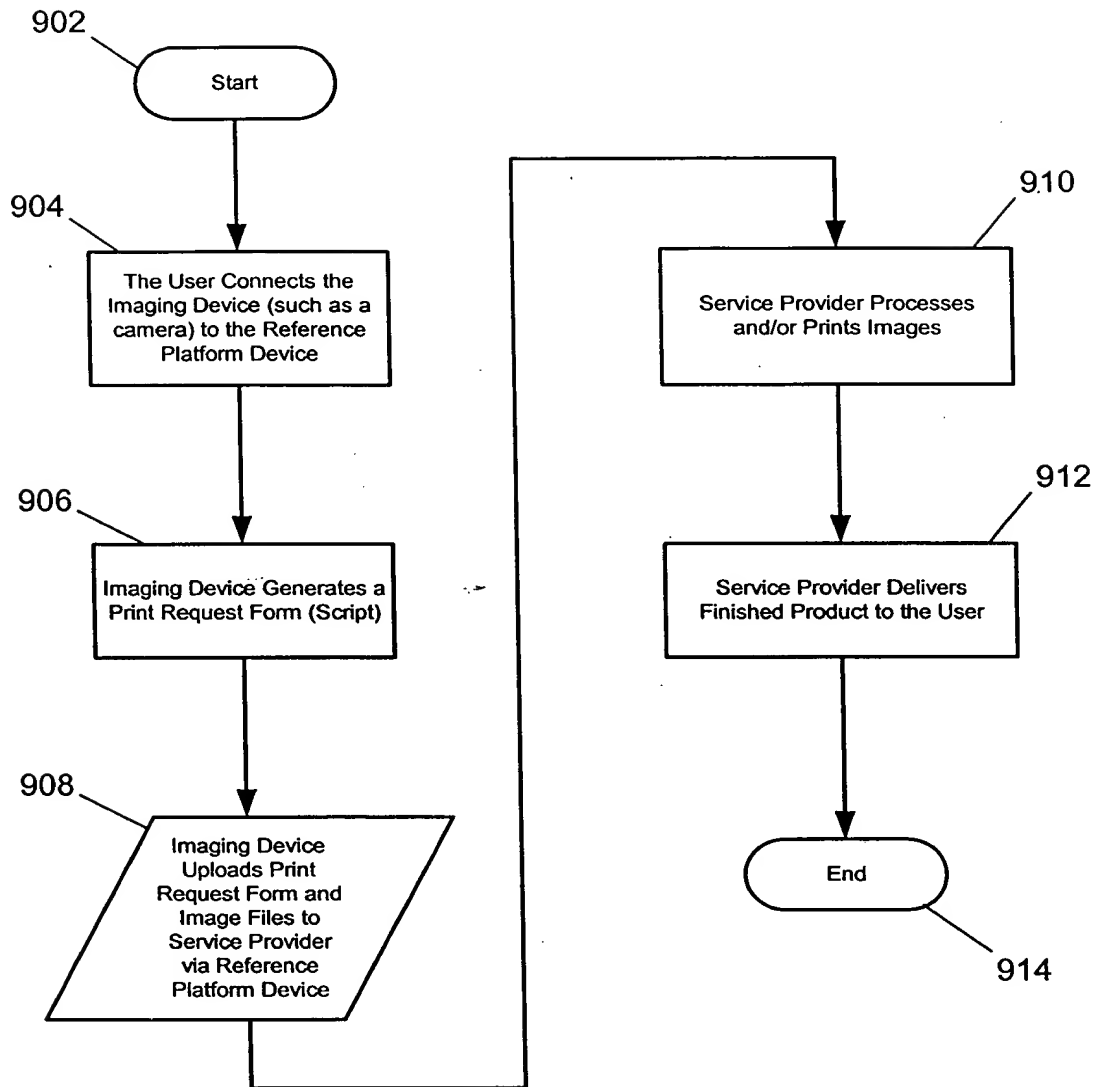 902
Start
904
The User Connects the
Imaging Device (such as a
camera) to the Reference
Platform Device
906
Imaging Device Generates a
Print Request Form (Script)
908
Imaging Device
Uploads Print
Request Form and
Image Files to
Service Provider
via Reference
Platform Device
910
Service Provider Processes
and/or Prints Images
912
Service Provider Delivers
Finished Product to the User
End
914